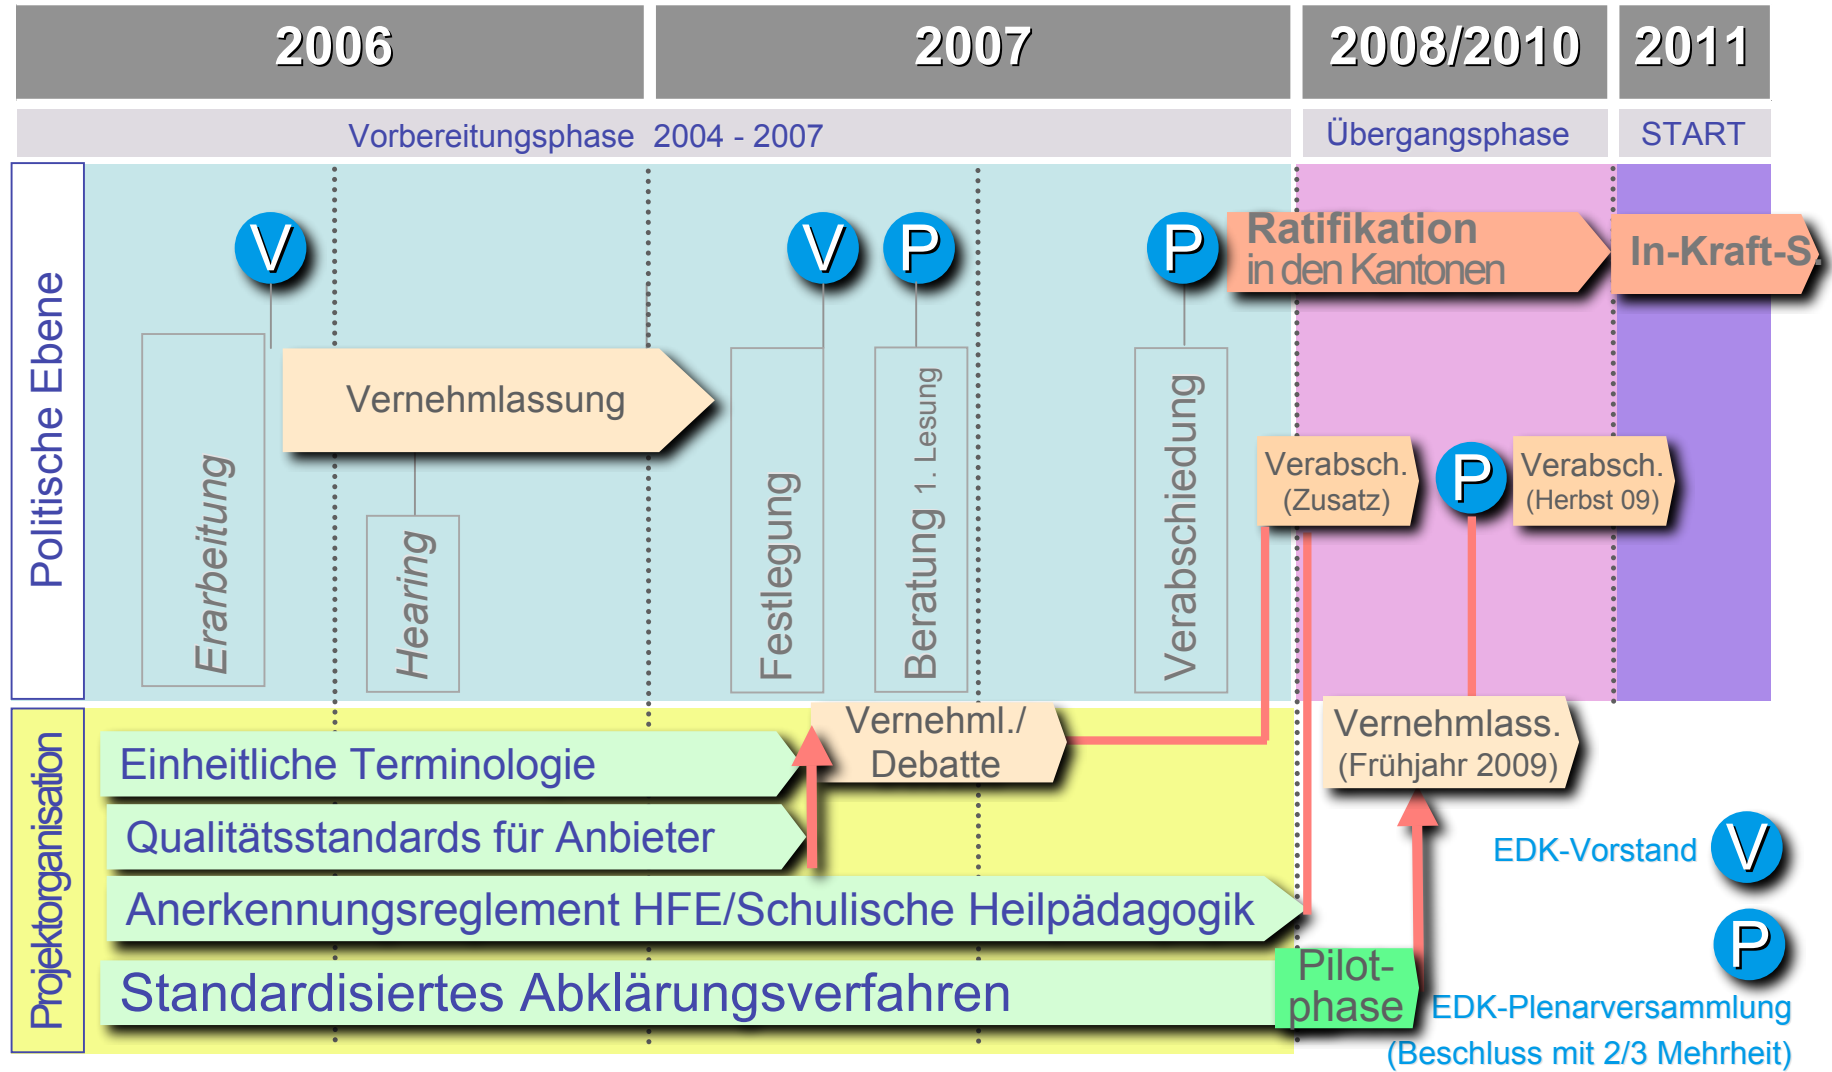 2006
2007
2008/2010
2011
Vorbereitungsphase 2004 - 2007
Übergangsphase
START
Politische Ebene
V
V
P
P
Ratifikation
in den Kantonen
In-Kraft-S.
Erarbeitung
Vernehmlassung
Hearing
Festlegung
Beratung 1. Lesung
Verabschiedung
Verabsch.
(Zusatz)
P
Verabsch.
(Herbst 09)
Projektorganisation
Einheitliche Terminologie
Vernehml./
Debatte
Vernehmlass.
(Frühjahr 2009)
Qualitätsstandards für Anbieter
Anerkennungsreglement HFE/Schulische Heilpädagogik
Standardisiertes Abklärungsverfahren
Pilot-
phase
EDK-Vorstand
V
P
EDK-Plenarversammlung
(Beschluss mit 2/3 Mehrheit)